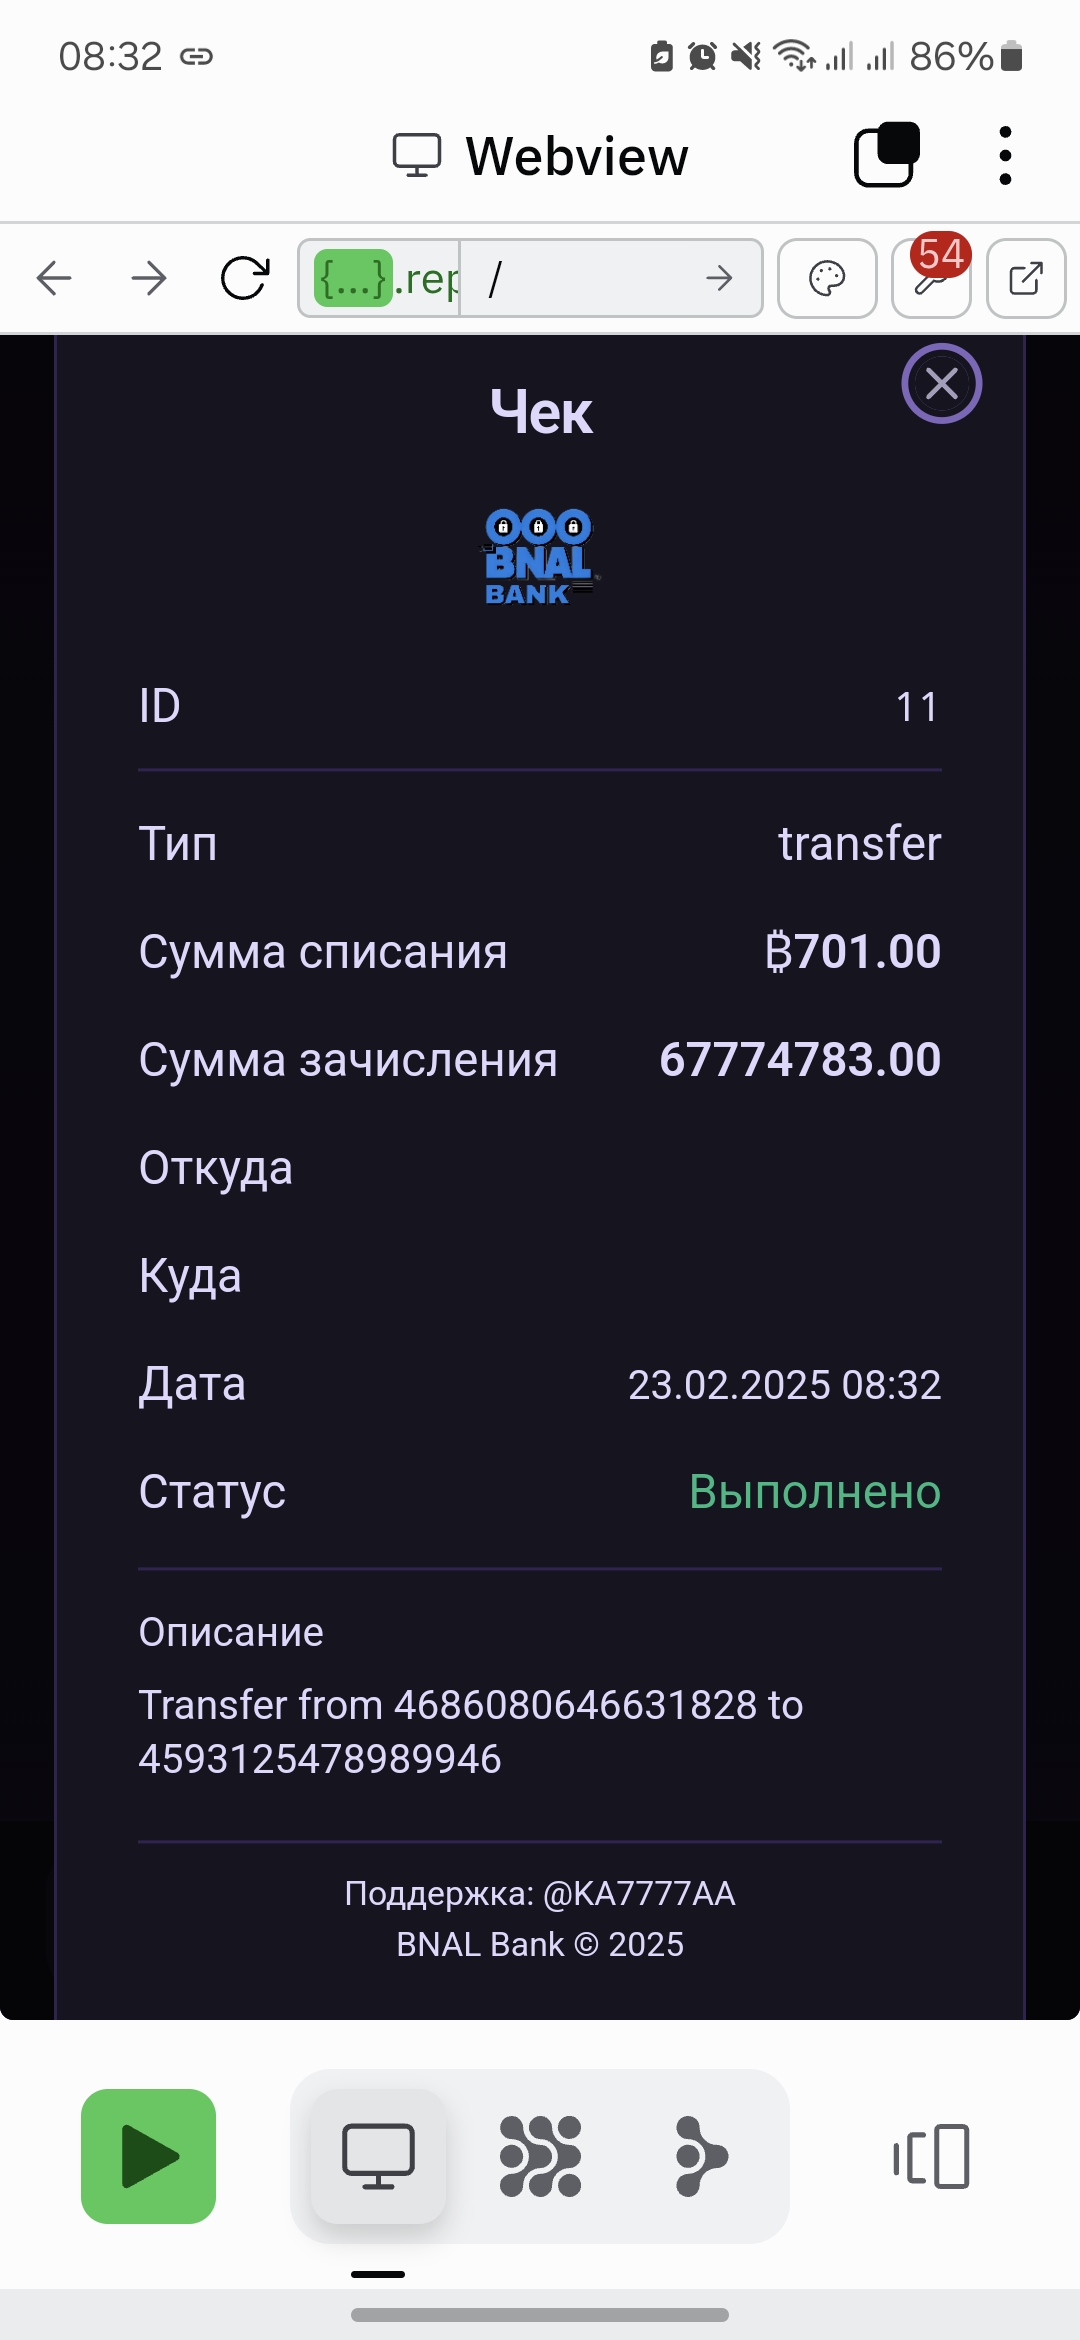 08:32
86%
Webview
{...}.rep /
54
Чек
BNAL
BANK
ID 11
Тип transfer
Сумма списания ₿701.00
Сумма зачисления 67774783.00
Откуда
Куда
Дата 23.02.2025 08:32
Статус Выполнено
Описание
Transfer from 4686080646631828 to
4593125478989946
Поддержка: @KA7777AA
BNAL Bank © 2025